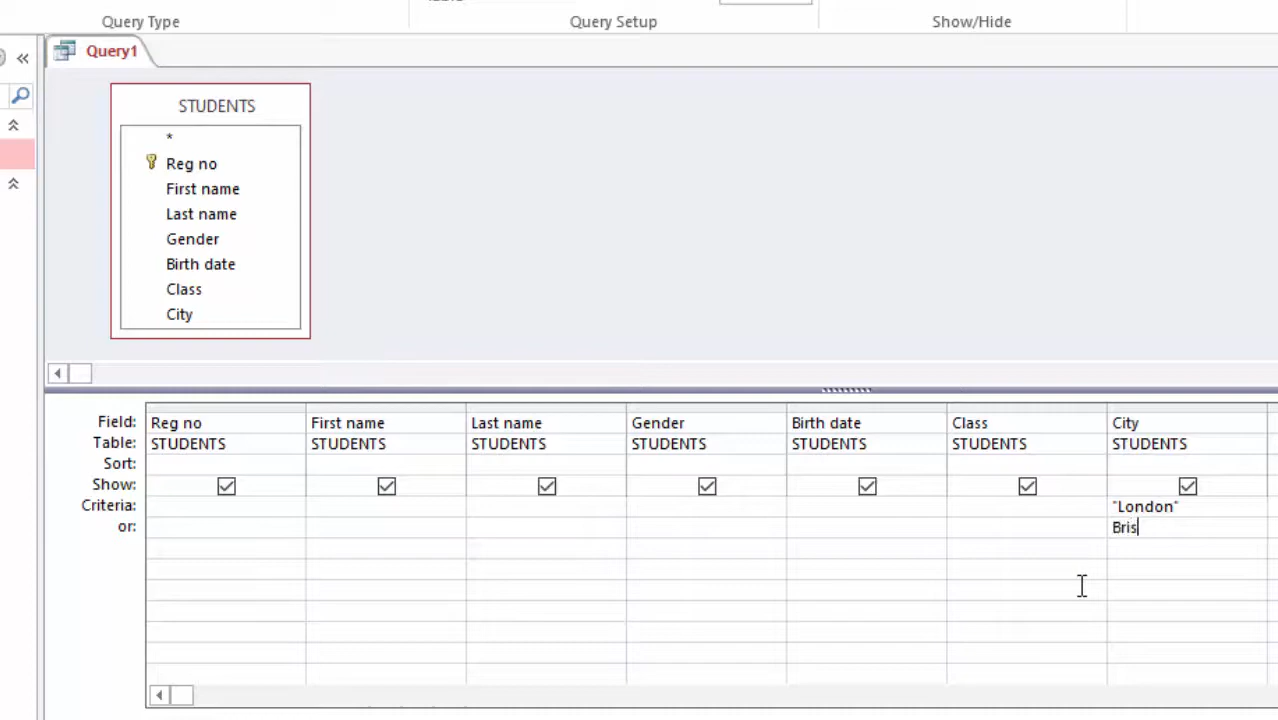 Query Type Query Setup Show/Hide
Query1
STUDENTS
*
Reg no
First name
Last name
Gender
Birth date
Class
City
Field: Reg no First name Last name Gender Birth date Class City
Table: STUDENTS STUDENTS STUDENTS STUDENTS STUDENTS STUDENTS STUDENTS
Sort:
Show:
Criteria: "London"
or: Bris